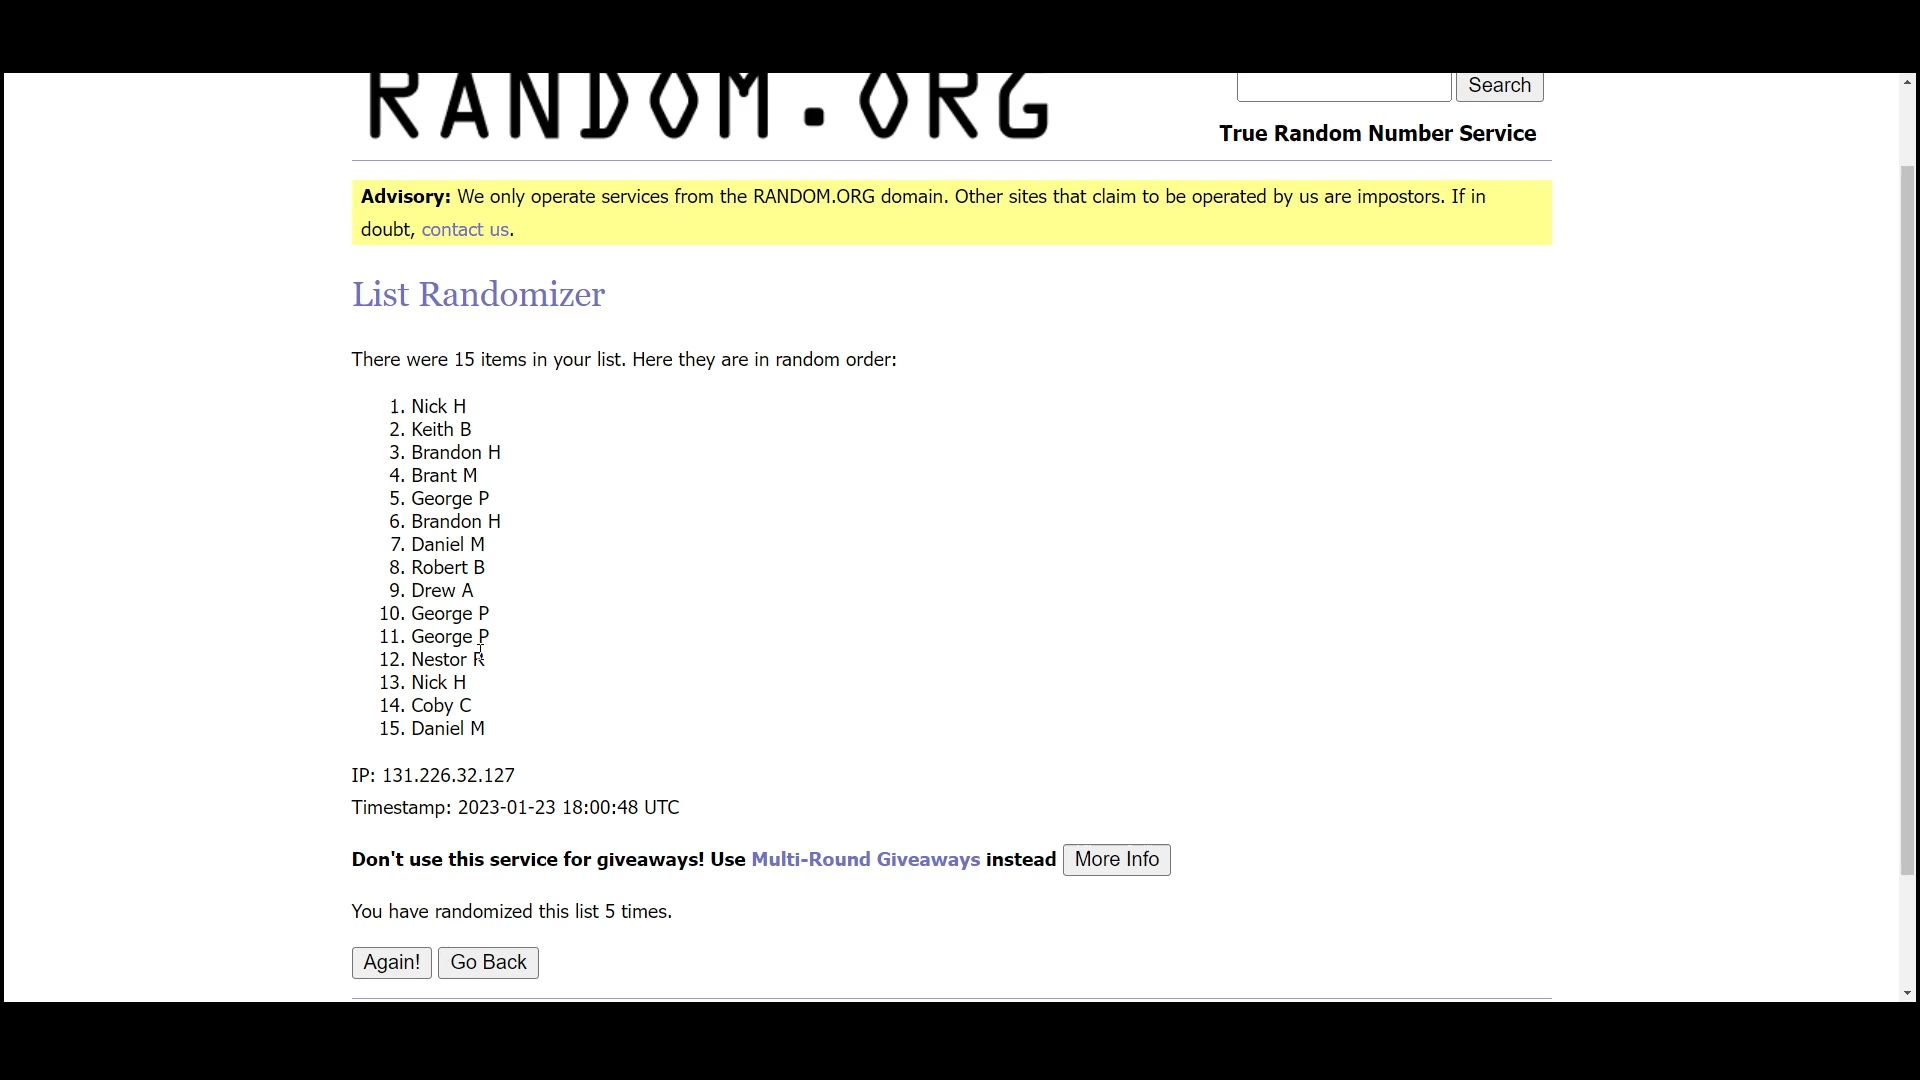 RANDOM.ORG
Search
True Random Number Service
Advisory: We only operate services from the RANDOM.ORG domain. Other sites that claim to be operated by us are impostors. If in
doubt, contact us.
List Randomizer
There were 15 items in your list. Here they are in random order:
1. Nick H
2. Keith B
3. Brandon H
4. Brant M
5. George P
6. Brandon H
7. Daniel M
8. Robert B
9. Drew A
10. George P
11. George P
12. Nestor R
13. Nick H
14. Coby C
15. Daniel M
IP: 131.226.32.127
Timestamp: 2023-01-23 18:00:48 UTC
Don't use this service for giveaways! Use Multi-Round Giveaways instead More Info
You have randomized this list 5 times.
Again! Go Back